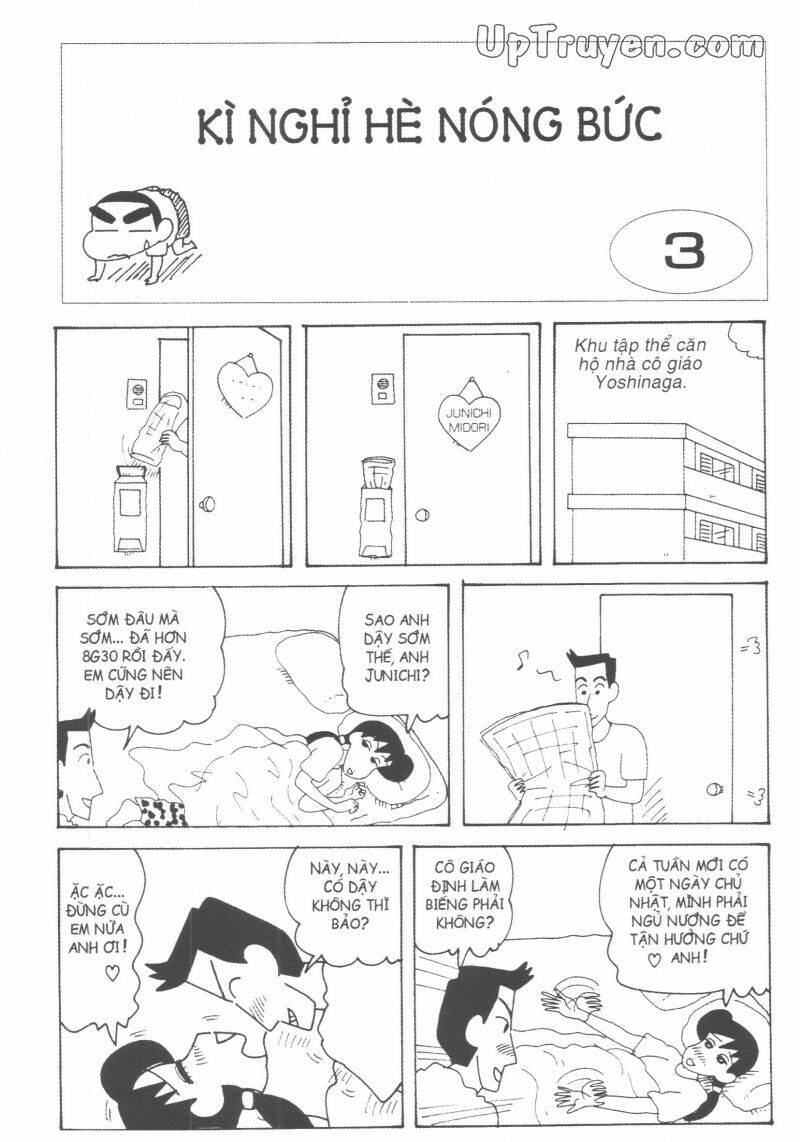 UpTruyen.com
KÌ NGHỈ HÈ NÓNG BỨC
3
Khu tập thể căn
hộ nhà cô giáo
Yoshinaga.
JUNICHI
MIDORI
SAO ANH
DẬY SỚM
THẾ, ANH
JUNICHI?
SỚM ĐÂU MÀ
SỚM... ĐÃ HƠN
8G30 RỒI ĐẤY.
EM CŨNG NÊN
DẬY ĐI!
CẢ TUẦN MỚI CÓ
MỘT NGÀY CHỦ
NHẬT, MÌNH PHẢI
NGỦ NƯỚNG ĐỂ
TẬN HƯỞNG CHỨ
♡ ANH!
CÔ GIÁO
ĐỊNH LÀM
BIẾNG PHẢI
KHÔNG?
NÀY, NÀY...
CÓ DẬY
KHÔNG THÌ
BẢO?
ẶC ẶC...
ĐỪNG CÙ
EM NỮA
ANH ƠI!
♡